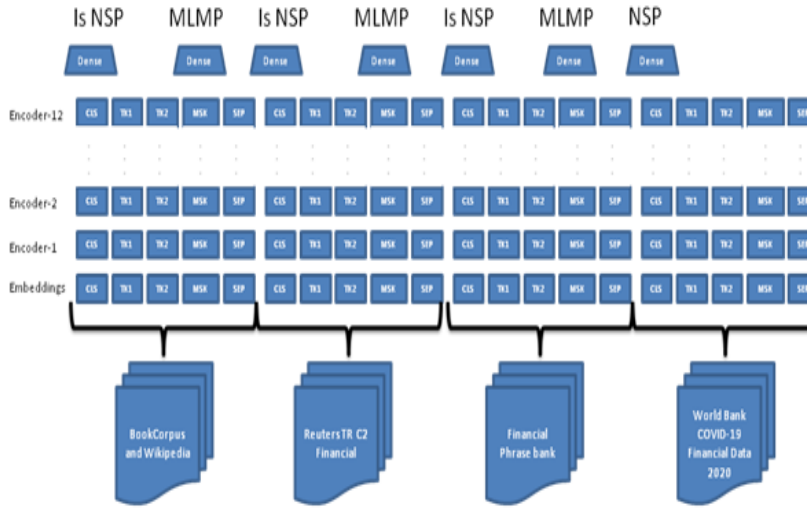 Is NSP MLMP Is NSP MLMP Is NSP MLMP NSP
Dense Dense Dense Dense Dense Dense Dense
Encoder-12 CLS TK1 TK2 MSK SEP CLS TK1 TK2 MSK SEP CLS TK1 TK2 MSK SEP CLS TK1 TK2 MSK SEP
Encoder-2 CLS TK1 TK2 MSK SEP CLS TK1 TK2 MSK SEP CLS TK1 TK2 MSK SEP CLS TK1 TK2 MSK SEP
Encoder-1 CLS TK1 TK2 MSK SEP CLS TK1 TK2 MSK SEP CLS TK1 TK2 MSK SEP CLS TK1 TK2 MSK SEP
Embeddings CLS TK1 TK2 MSK SEP CLS TK1 TK2 MSK SEP CLS TK1 TK2 MSK SEP CLS TK1 TK2 MSK SEP
BookCorpus
and Wikipedia
Reuters TR C2
Financial
Financial
Phrase bank
World Bank
COVID-19
Financial Data
2020